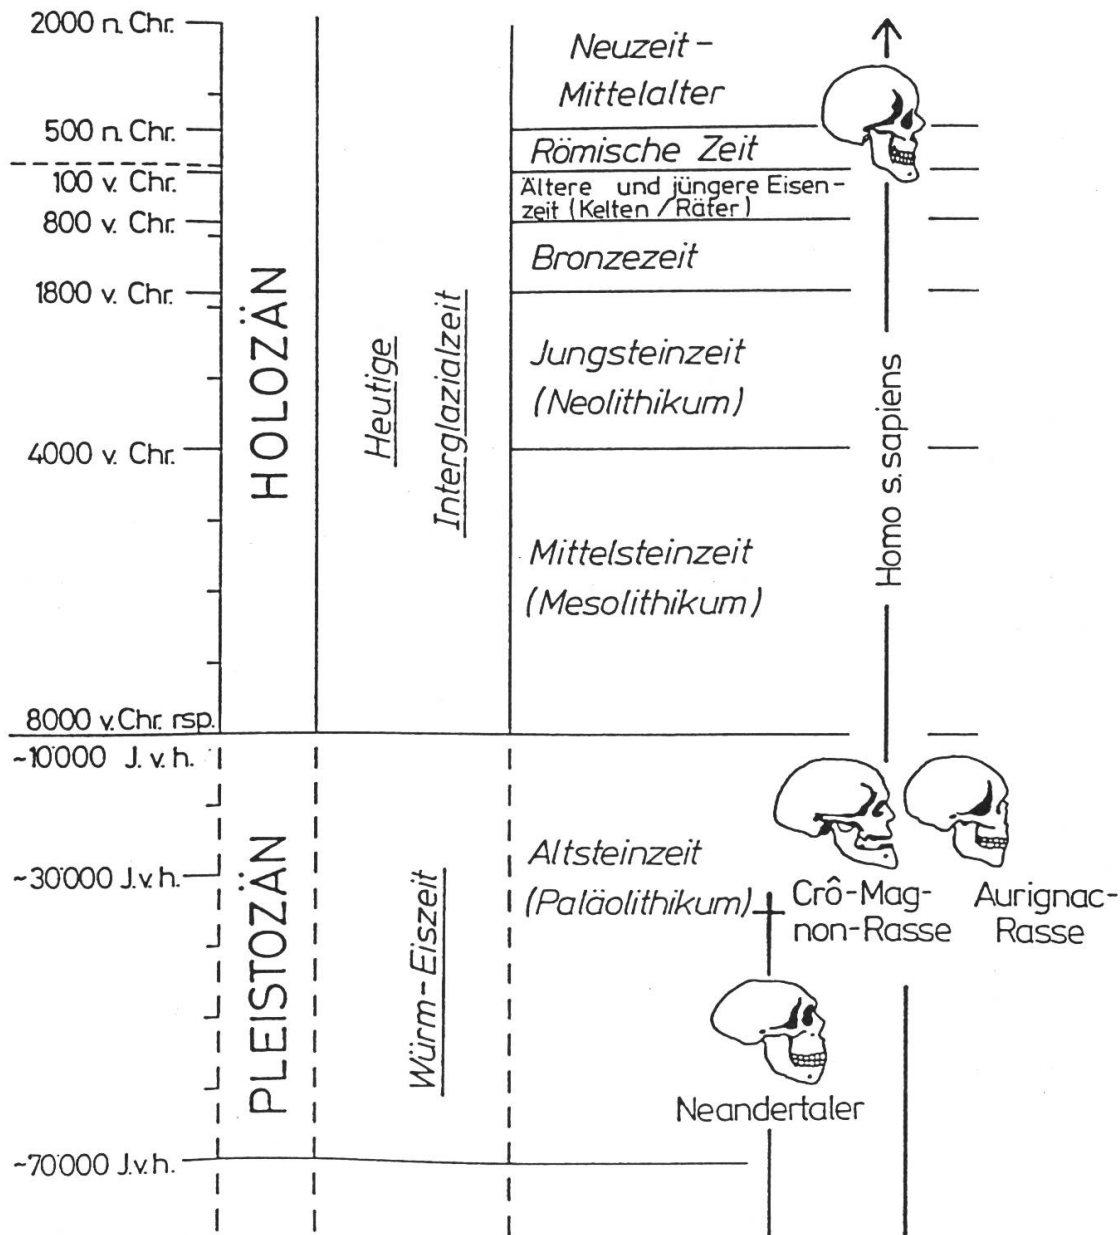 2000 n. Chr.
500 n. Chr.
100 v. Chr.
800 v. Chr.
1800 v. Chr.
4000 v. Chr.
8000 v. Chr. rsp.
~10'000 J. v. h.
~30'000 J.v.h.
~70'000 J.v.h.
HOLOZÄN
PLEISTOZÄN
Heutige
Interglazialzeit
Würm-Eiszeit
Neuzeit-
Mittelalter
Römische Zeit
Ältere und jüngere Eisen-
zeit (Kelten / Räter)
Bronzezeit
Jungsteinzeit
(Neolithikum)
Mittelsteinzeit
(Mesolithikum)
Altsteinzeit
(Paläolithikum)
Homo s. sapiens
Crô-Mag-
non-Rasse
Aurignac-
Rasse
Neandertaler